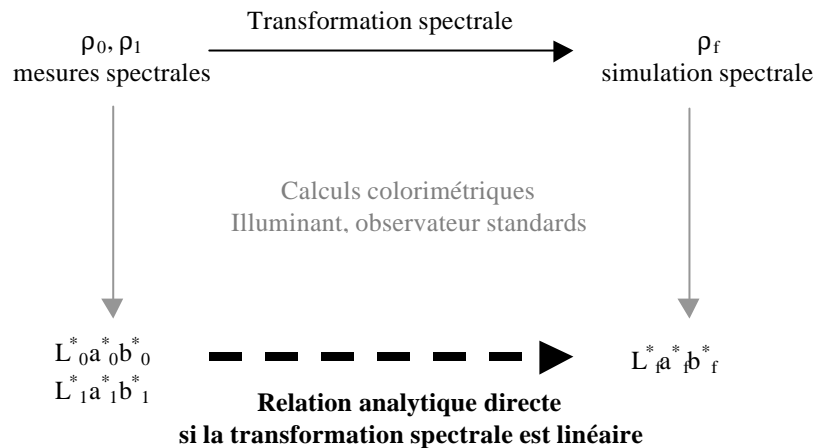 Transformation spectrale
ρ₀, ρ₁
mesures spectrales
ρ f
simulation spectrale
Calculs colorimétriques
Illuminant, observateur standards
L*₀a*₀b*₀
L*₁a*₁b*₁
L*fa*fb*f
Relation analytique directe
si la transformation spectrale est linéaire